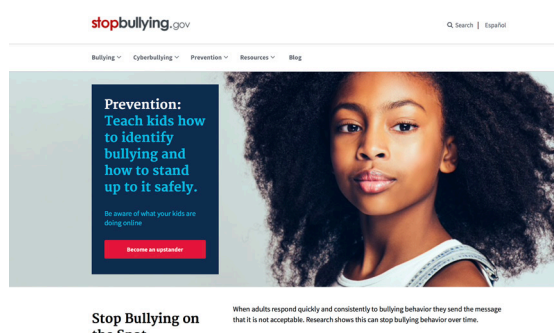 stopbullying.gov
Search | Español
Bullying Cyberbullying Prevention Resources Blog
Prevention:
Teach kids how
to identify
bullying and
how to stand
up to it safely.
Be aware of what your kids are
doing online
Become an upstander
Stop Bullying on
the Spot
When adults respond quickly and consistently to bullying behavior they send the message
that it is not acceptable. Research shows this can stop bullying behavior over time.